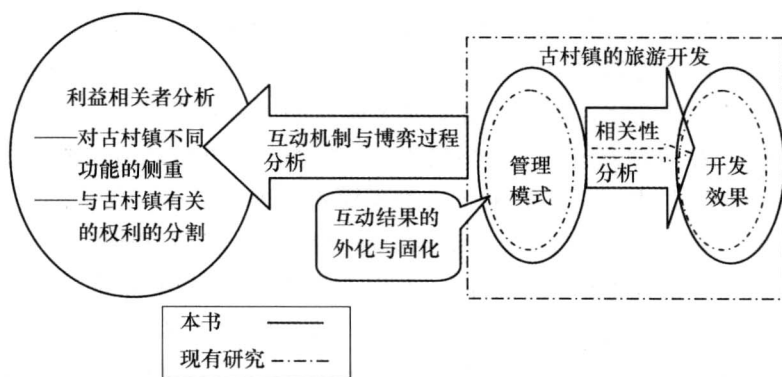 古村镇的旅游开发
利益相关者分析
——对古村镇不同
功能的侧重
——与古村镇有关
的权利的分割
互动机制与博弈过程
分析
互动结果的
外化与固化
管理
模式
相关性
分析
开发
效果
本书
现有研究